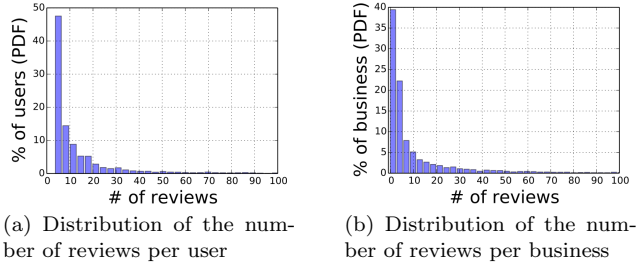 50
40
30
20
10
0
% of users (PDF)
0 10 20 30 40 50 60 70 80 90 100
# of reviews
(a) Distribution of the num-
ber of reviews per user
40
35
30
25
20
15
10
5
0
% of business (PDF)
0 10 20 30 40 50 60 70 80 90 100
# of reviews
(b) Distribution of the num-
ber of reviews per business